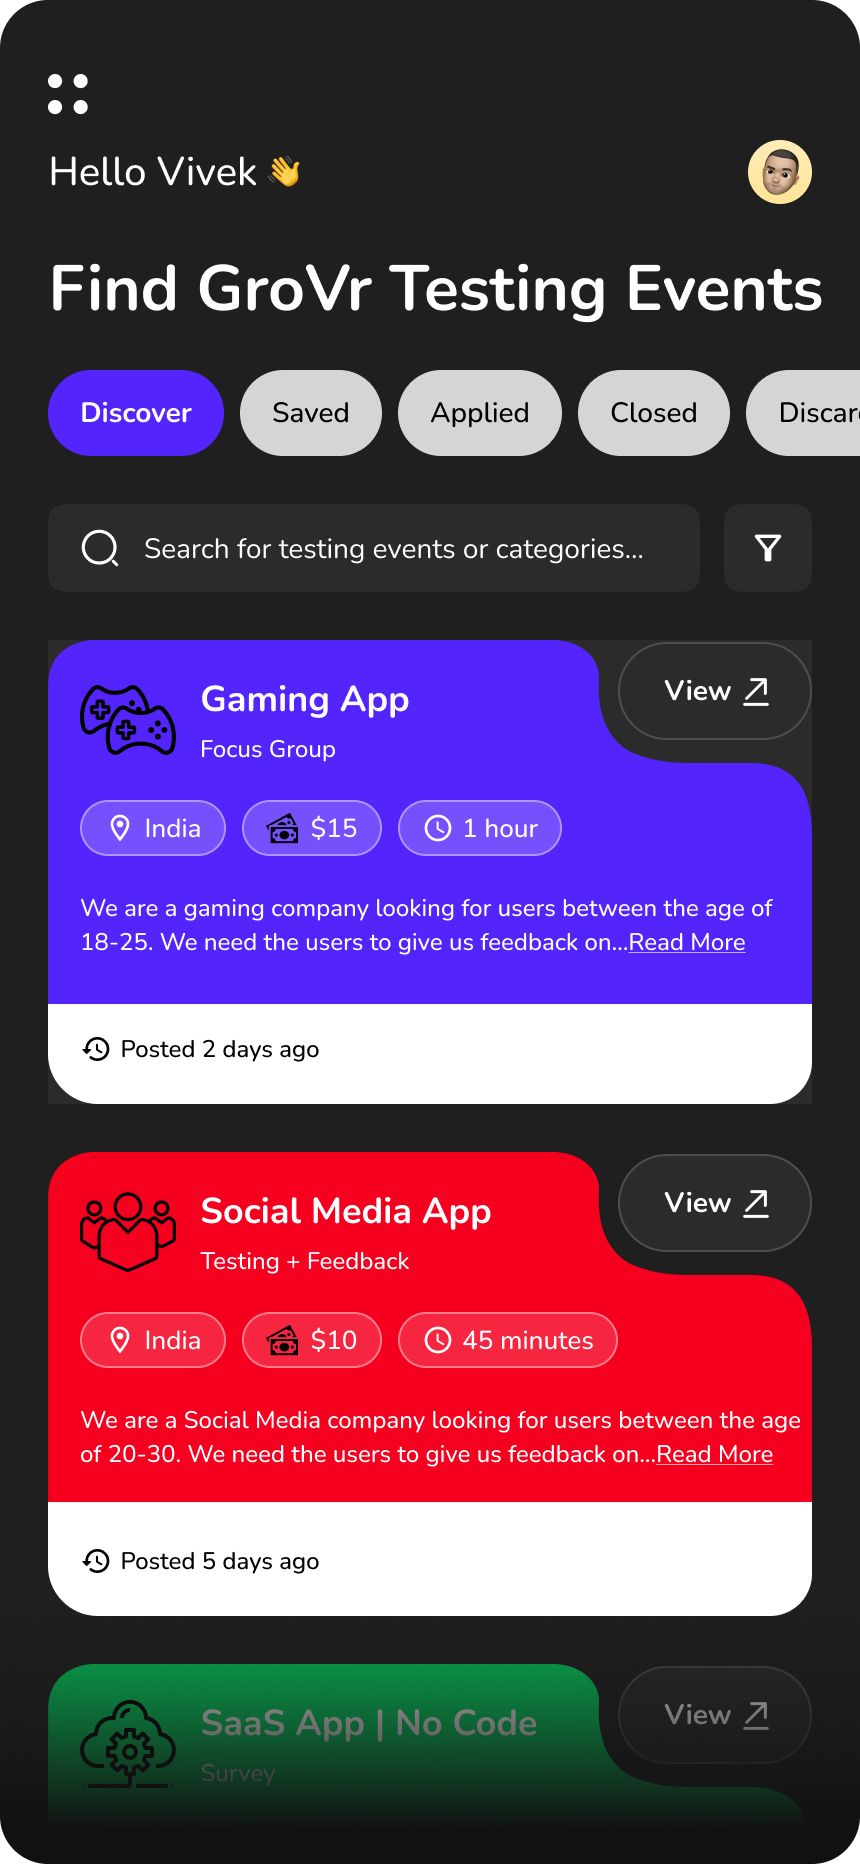 Hello Vivek 👋
Find GroVr Testing Events
Discover Saved Applied Closed Discar
Search for testing events or categories...
Gaming App
View
Focus Group
India $15 1 hour
We are a gaming company looking for users between the age of
18-25. We need the users to give us feedback on...Read More
Posted 2 days ago
Social Media App
View
Testing + Feedback
India $10 45 minutes
We are a Social Media company looking for users between the age
of 20-30. We need the users to give us feedback on...Read More
Posted 5 days ago
SaaS App | No Code
View
Survey